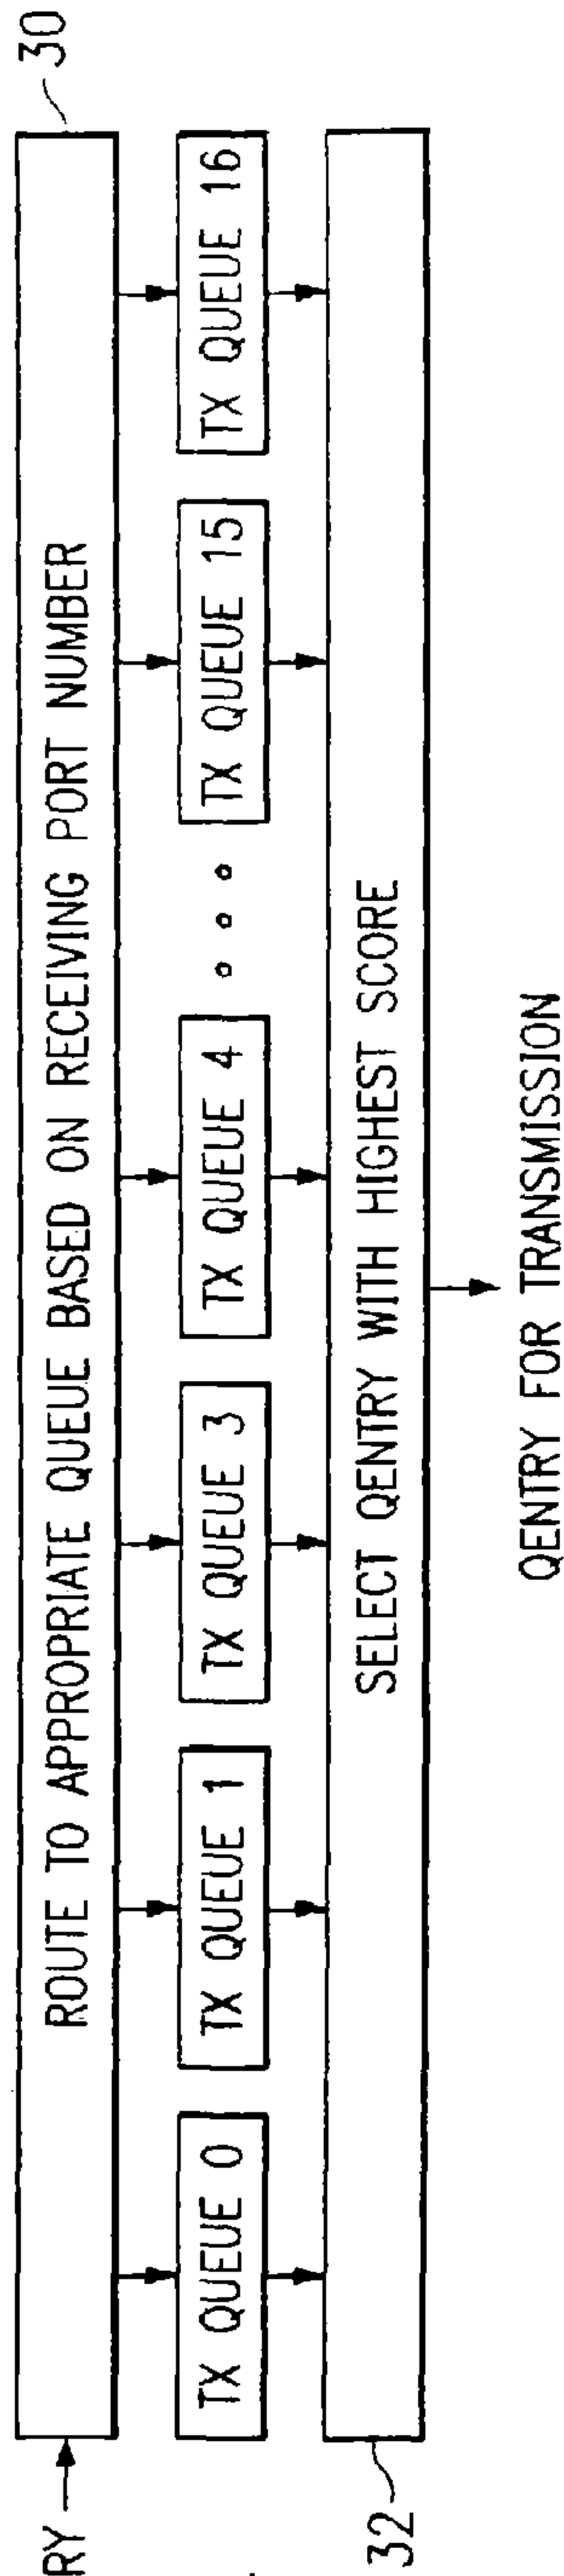 30
ROUTE TO APPROPRIATE QUEUE BASED ON RECEIVING PORT NUMBER
TX QUEUE 0
TX QUEUE 1
TX QUEUE 3
TX QUEUE 4
TX QUEUE 15
TX QUEUE 16
SELECT QENTRY WITH HIGHEST SCORE
32
QENTRY FOR TRANSMISSION